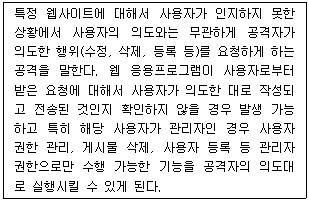 특정 웹사이트에 대해서 사용자가 인지하지 못한
상황에서 사용자의 의도와는 무관하게 공격자가
의도한 행위(수정, 삭제, 등록 등)를 요청하게 하는
공격을 말한다. 웹 응용프로그램이 사용자로부터
받은 요청에 대해서 사용자가 의도한 대로 작성되
고 전송된 것인지 확인하지 않을 경우 발생 가능
하고 특히 해당 사용자가 관리자인 경우 사용자
권한 관리, 게시물 삭제, 사용자 등록 등 관리자
권한으로만 수행 가능한 기능을 공격자의 의도대
로 실행시킬 수 있게 된다.